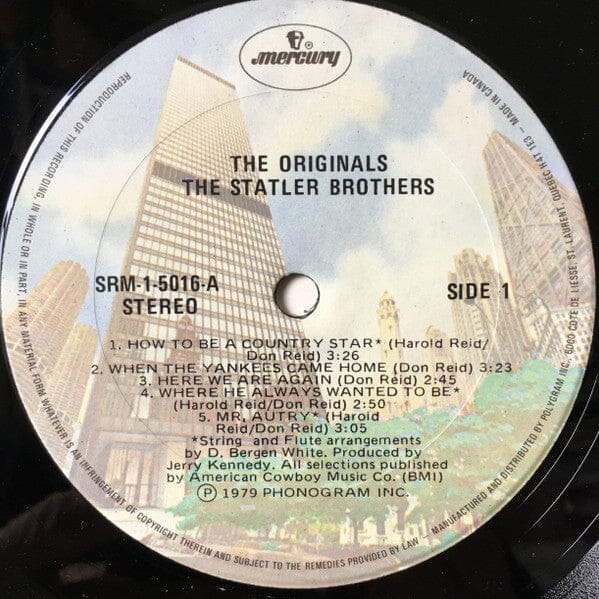 mercury
®
THE ORIGINALS
THE STATLER BROTHERS
SRM-1-5016-A
STEREO
SIDE 1
1. HOW TO BE A COUNTRY STAR* (Harold Reid/
Don Reid) 3:26
2. WHEN THE YANKEES CAME HOME (Don Reid) 3:23
3. HERE WE ARE AGAIN (Don Reid) 2:45
4. WHERE HE ALWAYS WANTED TO BE*
(Harold Reid/Don Reid) 2:50
5. MR. AUTRY* (Harold
Reid/Don Reid) 3:05
*String and Flute arrangements
by D. Bergen White. Produced by
Jerry Kennedy. All selections published
by American Cowboy Music Co. (BMI)
Ⓟ 1979 PHONOGRAM INC.
REPRODUCTION OF THIS RECORDING, IN WHOLE OR IN PART, IN ANY MATERIAL FORM WHATEVER IS AN INFRINGEMENT OF COPYRIGHT THEREIN AND SUBJECT TO THE REMEDIES PROVIDED BY LAW – MANUFACTURED AND DISTRIBUTED BY POLYGRAM INC. 6000 COTE DE LIESSE, ST. LAURENT, QUEBEC H4T 1E3 – MADE IN CANADA